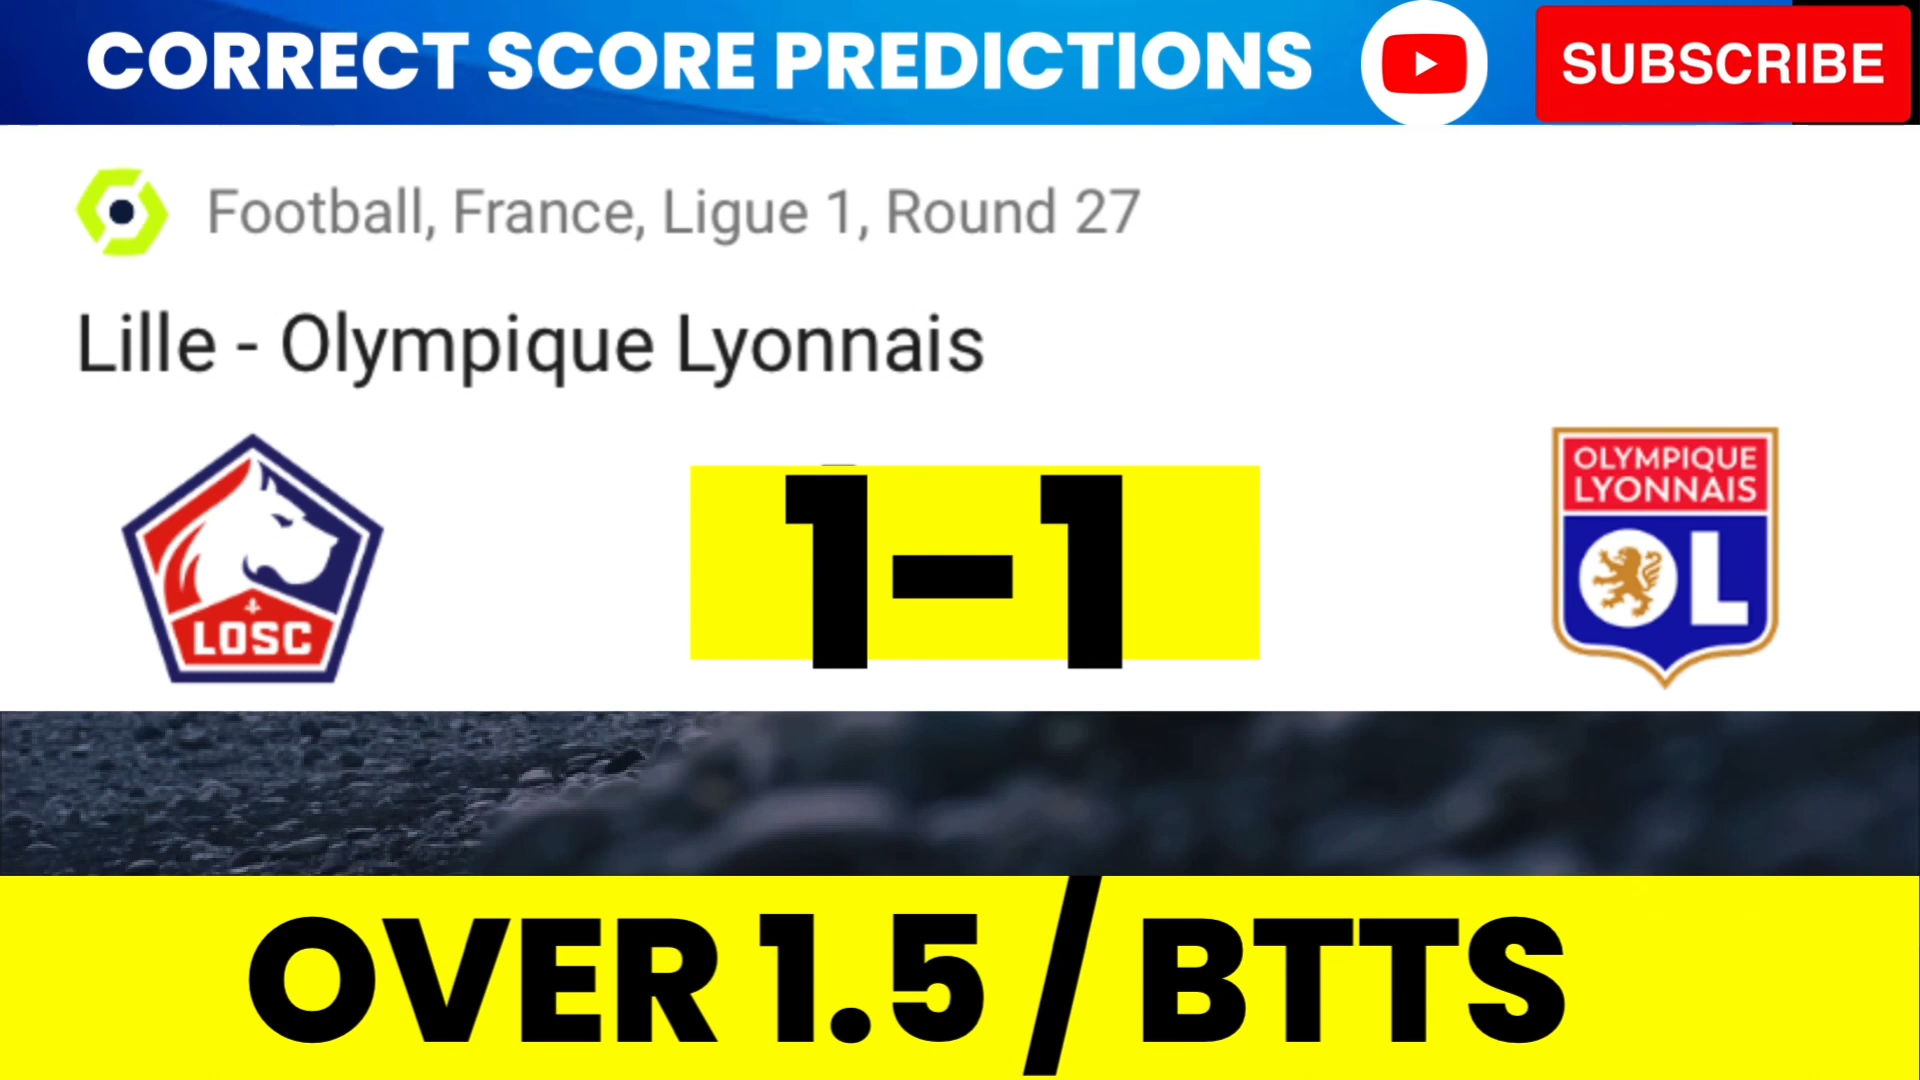 CORRECT SCORE PREDICTIONS
SUBSCRIBE
Football, France, Ligue 1, Round 27
Lille - Olympique Lyonnais
LOSC
1-1
OLYMPIQUE
LYONNAIS
OL
OVER 1.5 / BTTS